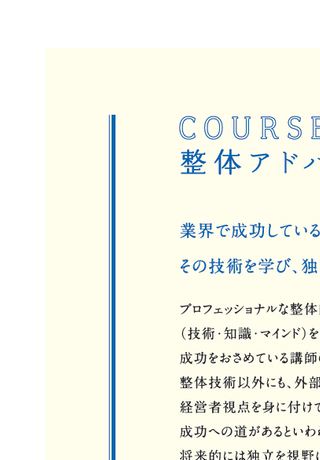 COURSE
整体アドバ
業界で成功している
その技術を学び、独
プロフェッショナルな整体
（技術・知識・マインド）を
成功をおさめている講師
整体技術以外にも、外部
経営者視点を身に付けて
成功への道があるといわ
将来的には独立を視野に